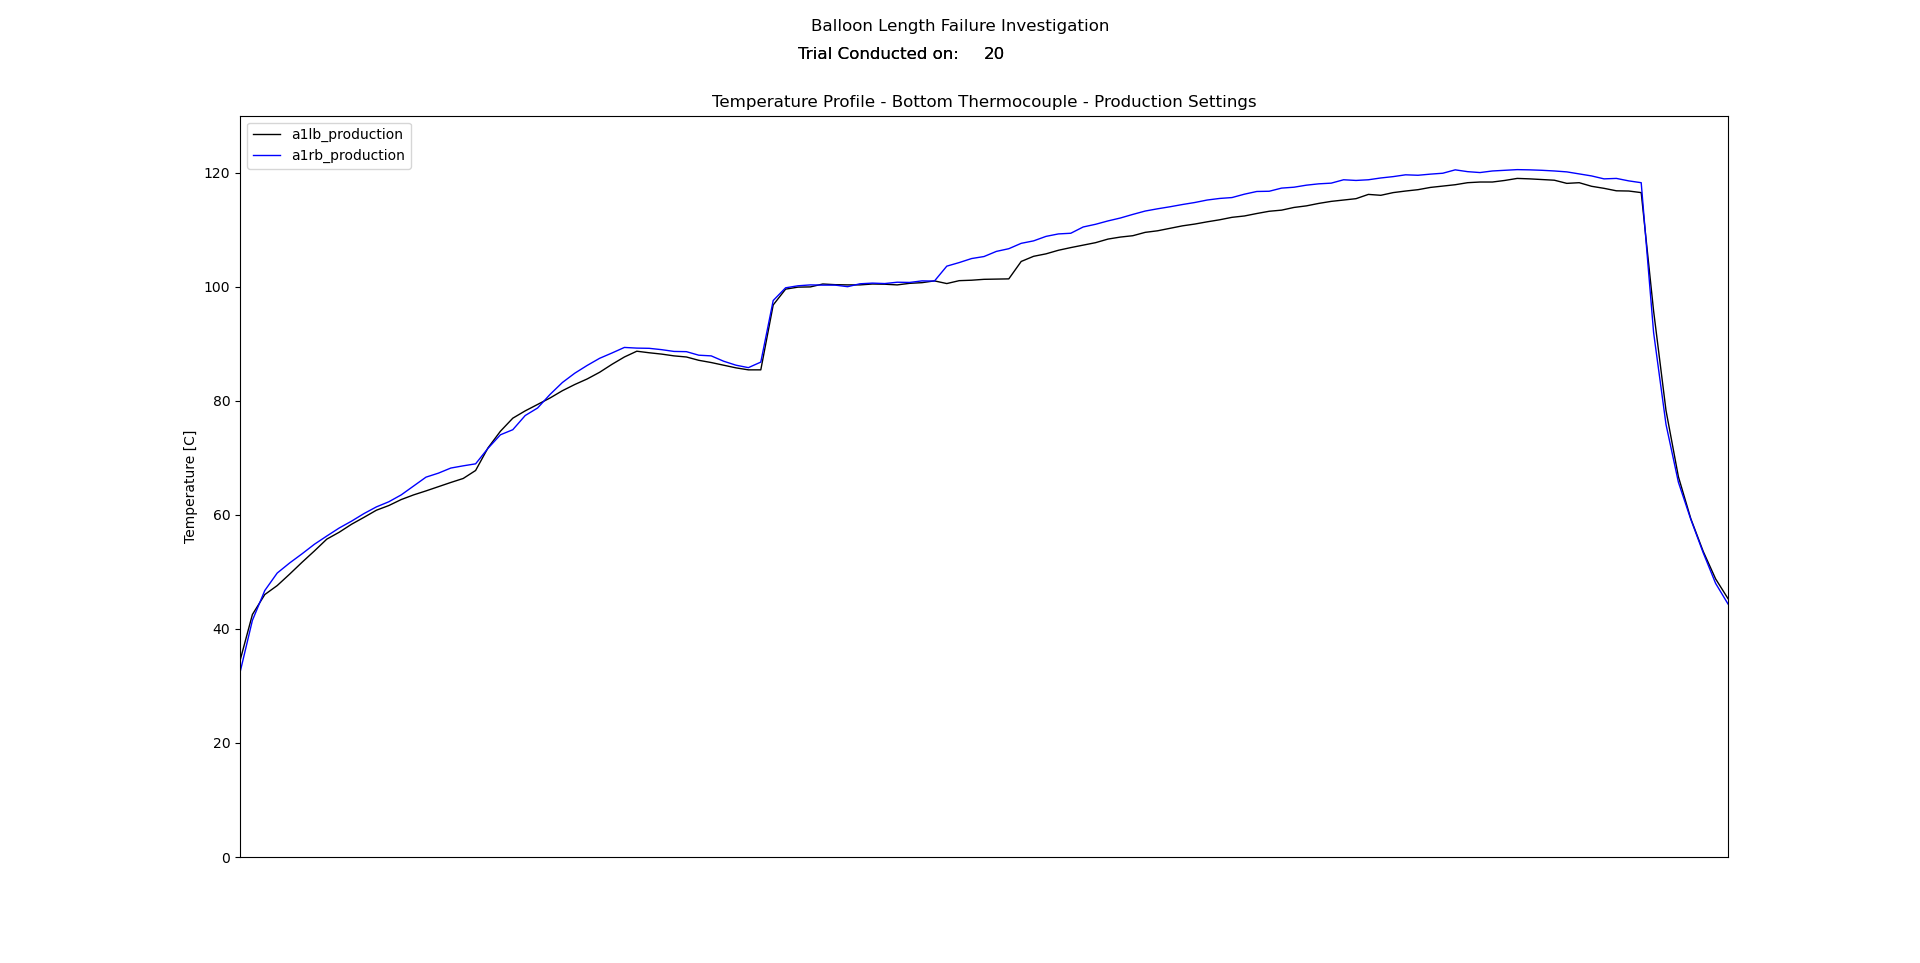 Balloon Length Failure Investigation
Trial Conducted on: 20
Temperature Profile - Bottom Thermocouple - Production Settings
a1lb_production
a1rb_production
120
100
80
60
40
20
0
Temperature [C]